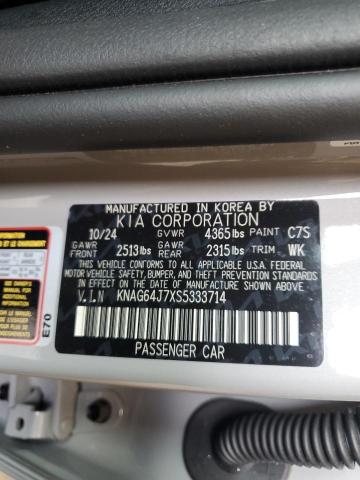 MANUFACTURED IN KOREA BY
KIA CORPORATION
10/24 GVWR 4365 lbs PAINT C7S
GAWR FRONT 2513 lbs GAWR REAR 2315 lbs TRIM WK
THIS VEHICLE CONFORMS TO ALL APPLICABLE U.S.A. FEDERAL
MOTOR VEHICLE SAFETY, BUMPER, AND THEFT PREVENTION STANDARDS
IN EFFECT ON THE DATE OF MANUFACTURE SHOWN ABOVE.
V.I.N KNAG64J7XS5333714
PASSENGER CAR
E70